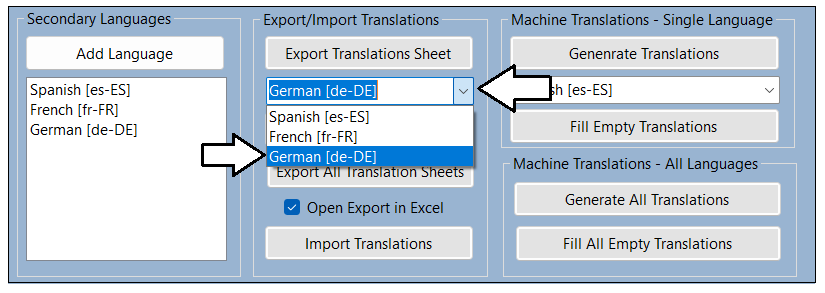 Secondary Languages
Add Language
Spanish [es-ES]
French [fr-FR]
German [de-DE]
Export/Import Translations
Export Translations Sheet
German [de-DE]
Spanish [es-ES]
French [fr-FR]
German [de-DE]
Export All Translation Sheets
Open Export in Excel
Import Translations
Machine Translations - Single Language
Genenrate Translations
[es-ES]
Fill Empty Translations
Machine Translations - All Languages
Generate All Translations
Fill All Empty Translations